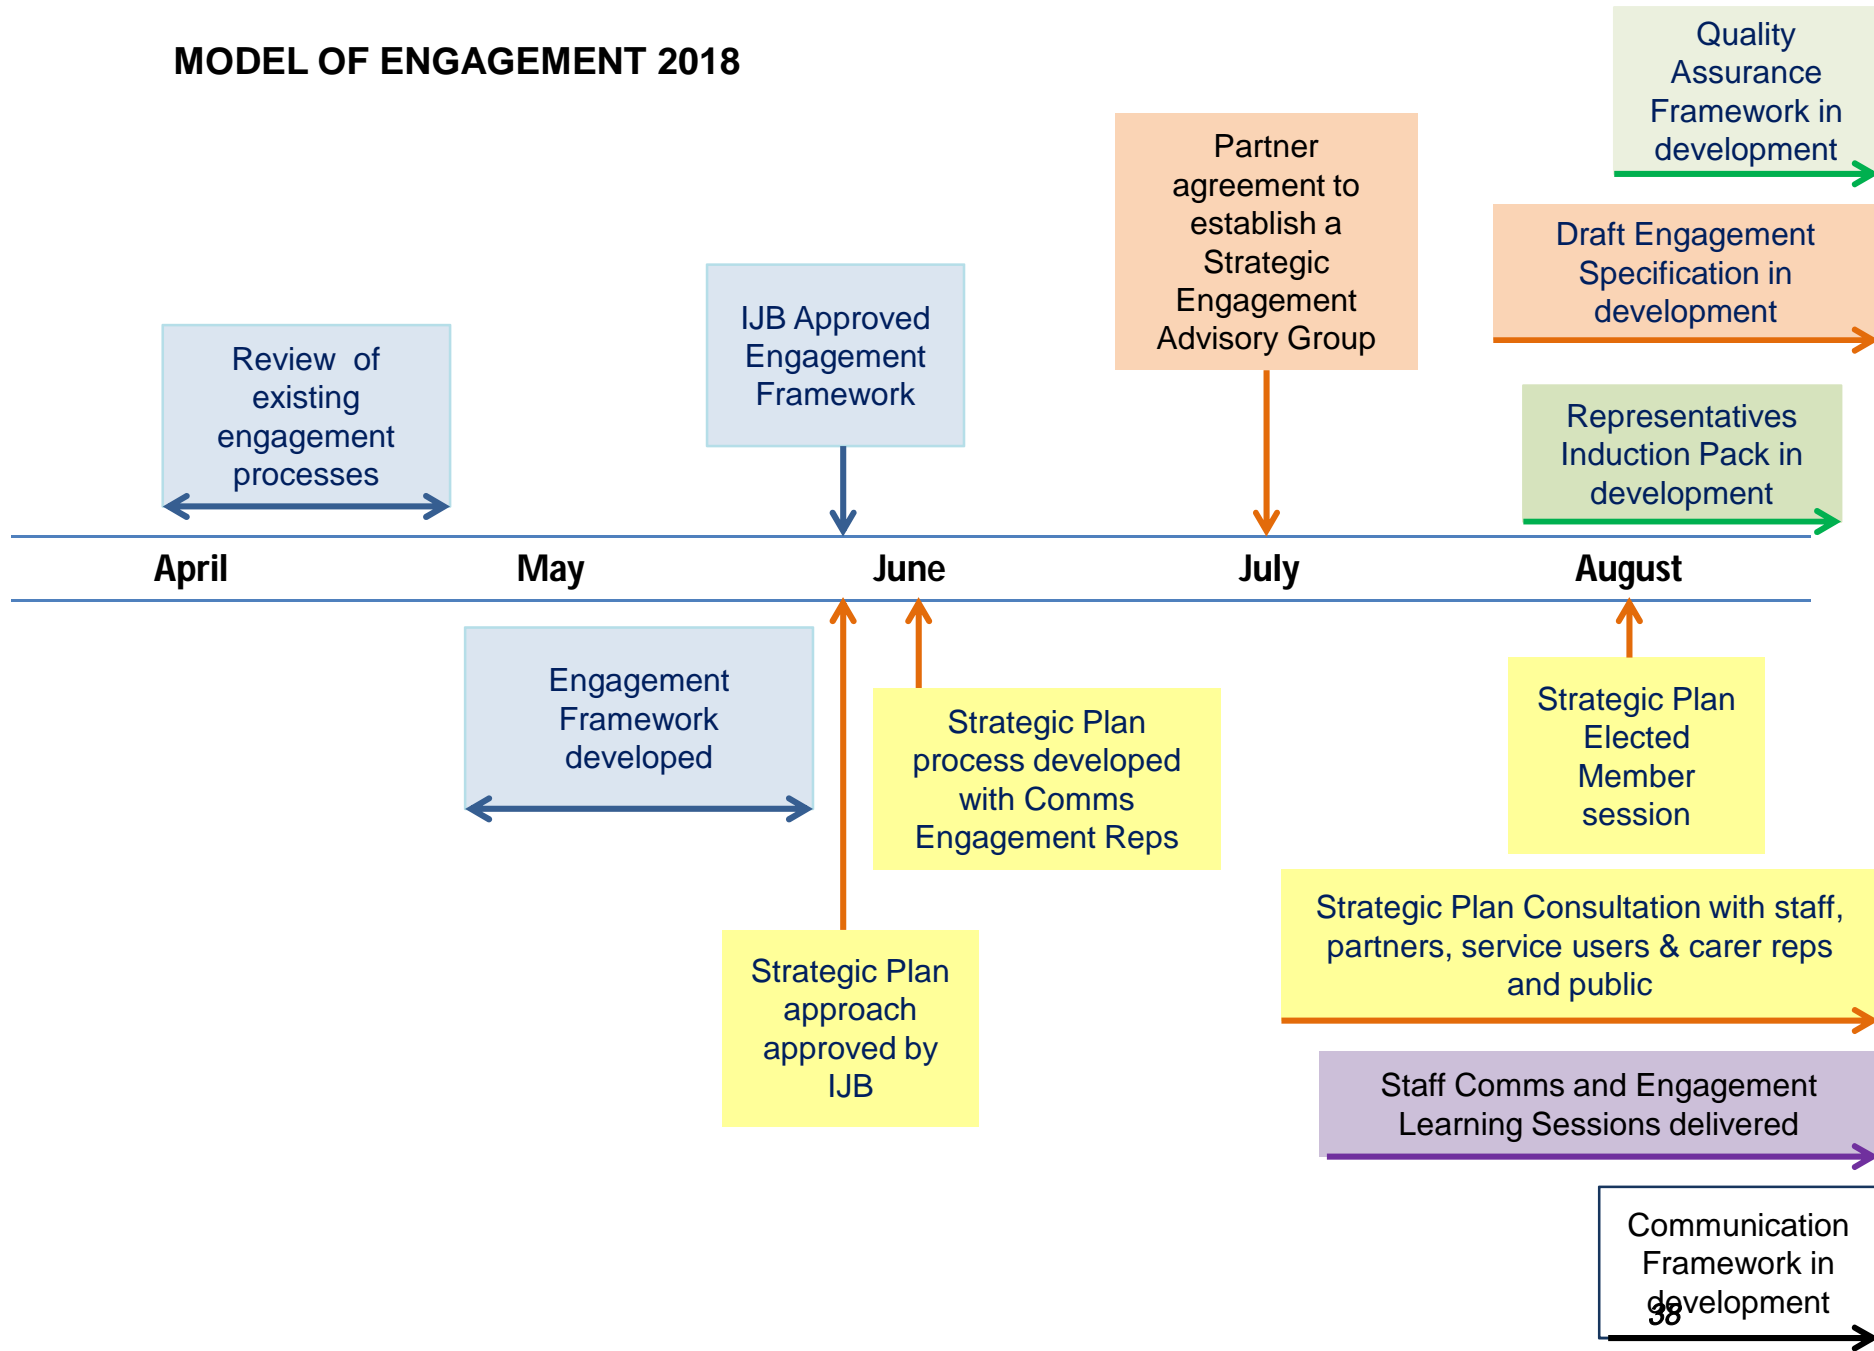 MODEL OF ENGAGEMENT 2018
Quality
Assurance
Framework in
development
Partner
agreement to
establish a
Strategic
Engagement
Advisory Group
Draft Engagement
Specification in
development
IJB Approved
Engagement
Framework
Review of
existing
engagement
processes
Representatives
Induction Pack in
development
April May June July August
Engagement
Framework
developed
Strategic Plan
process developed
with Comms
Engagement Reps
Strategic Plan
Elected
Member
session
Strategic Plan Consultation with staff,
partners, service users & carer reps
and public
Strategic Plan
approach
approved by
IJB
Staff Comms and Engagement
Learning Sessions delivered
Communication
Framework in
development
38